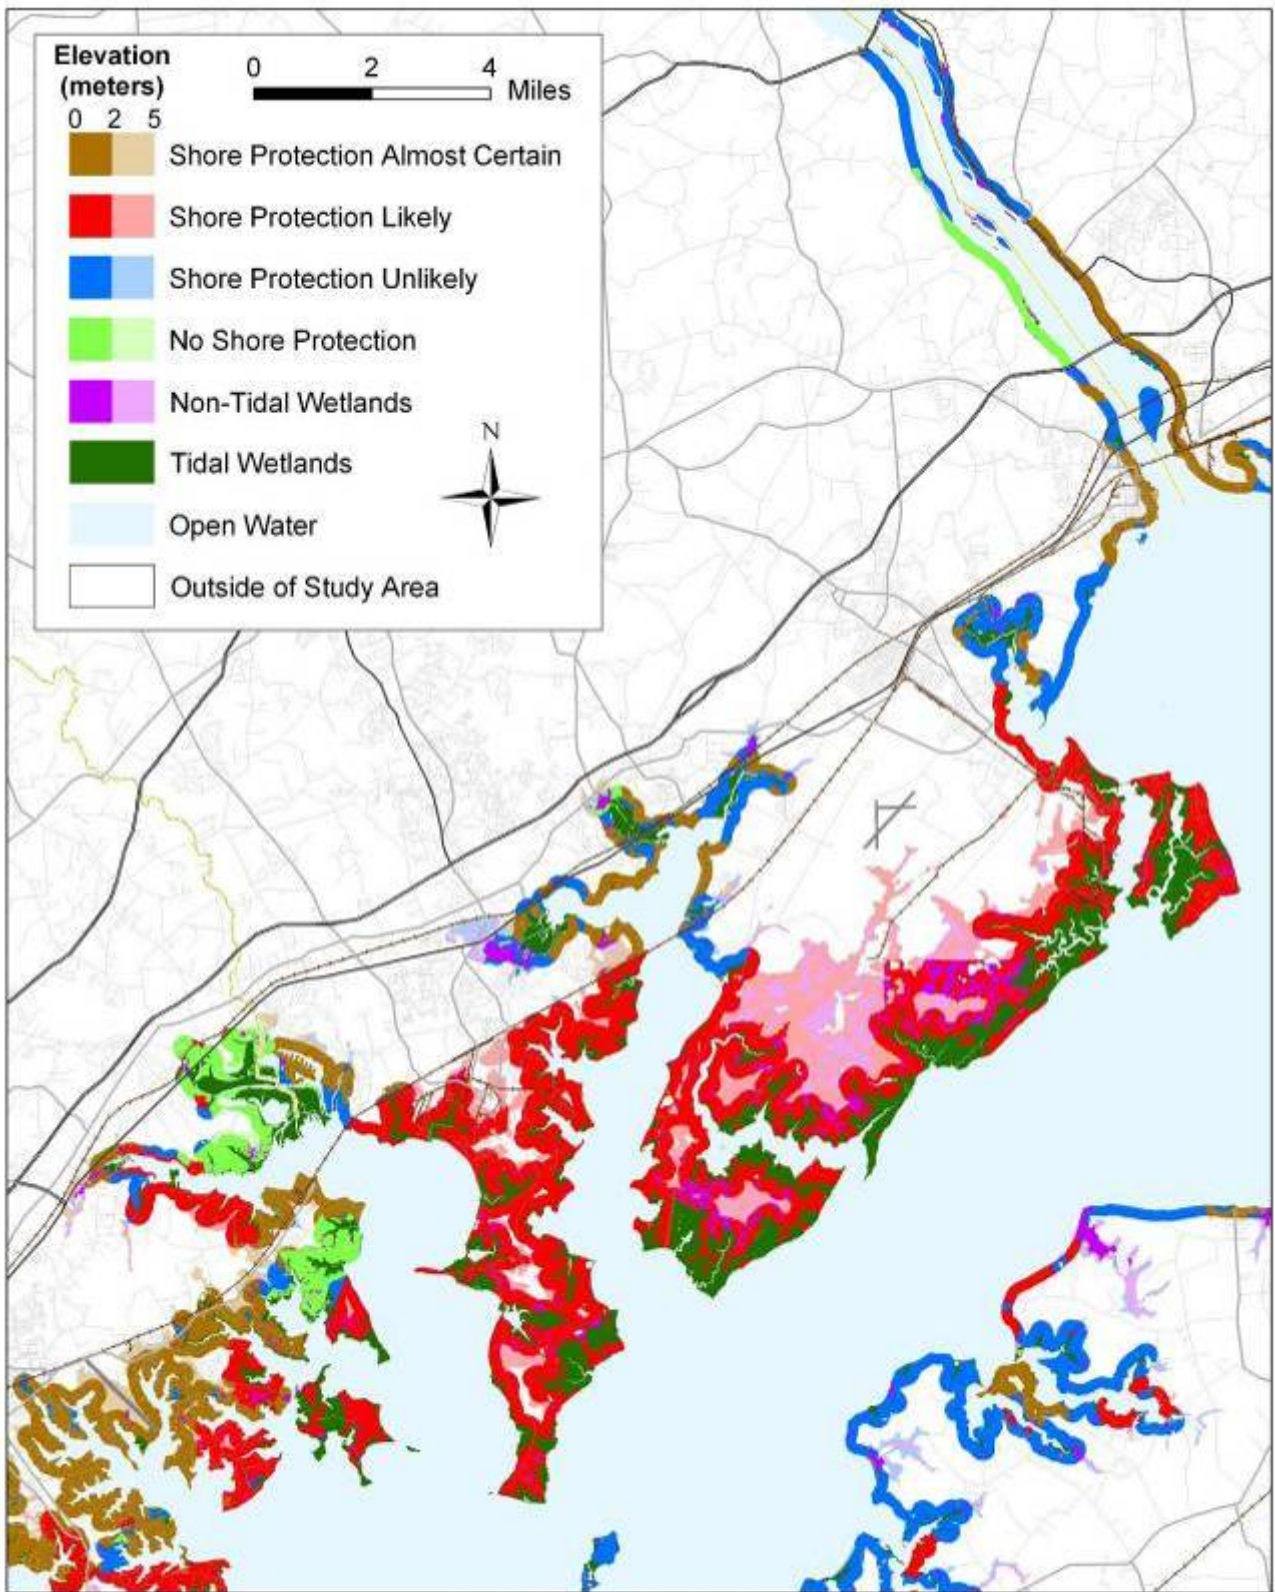 Elevation
(meters)
0 2 5
0 2 4
Miles
Shore Protection Almost Certain
Shore Protection Likely
Shore Protection Unlikely
No Shore Protection
Non-Tidal Wetlands
Tidal Wetlands
Open Water
Outside of Study Area
N